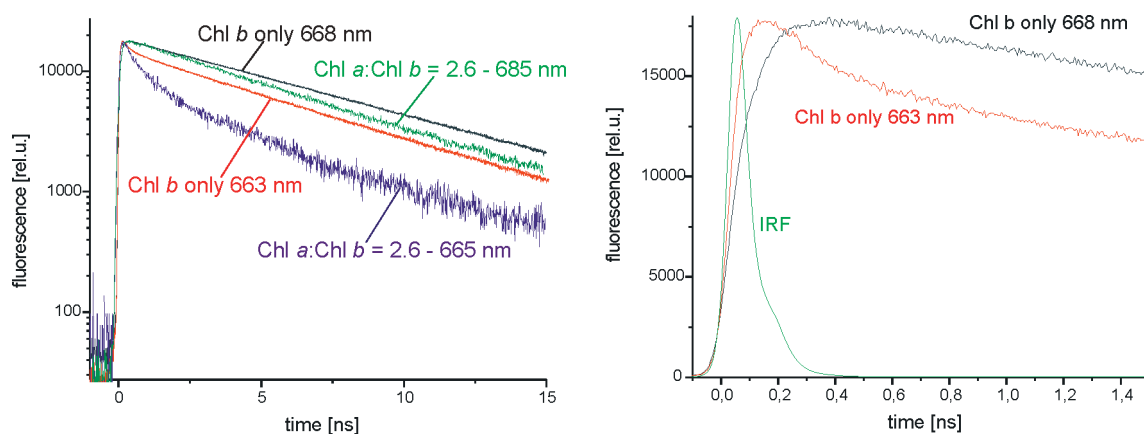 Chl b only 668 nm
Chl a:Chl b = 2.6 - 685 nm
Chl b only 663 nm
Chl a:Chl b = 2.6 - 665 nm
10000
1000
100
fluorescence [rel.u.]
0 5 10 15
time [ns]
Chl b only 668 nm
Chl b only 663 nm
IRF
15000
10000
5000
0
fluorescence [rel.u.]
0,0 0,2 0,4 0,6 0,8 1,0 1,2 1,4
time [ns]